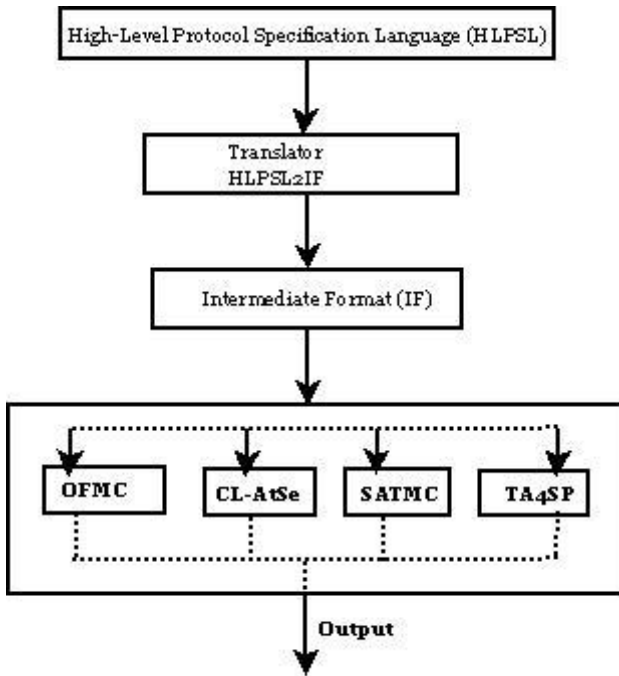 High-Level Protocol Specification Language (HLPSL)
Translator
HLPSL2IF
Intermediate Format (IF)
OFMC
CL-AtSe
SATMC
TA4SP
Output